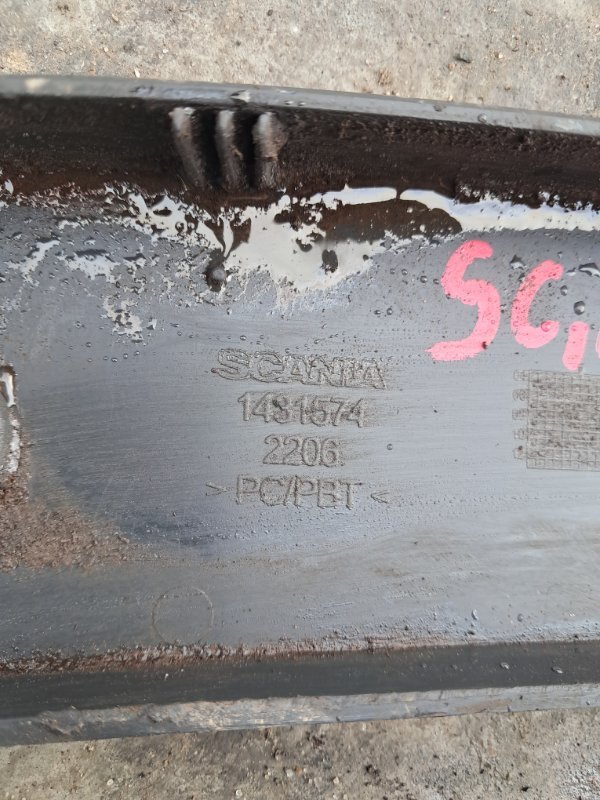 SCANIA
1431574
2206
> PC/PBT <